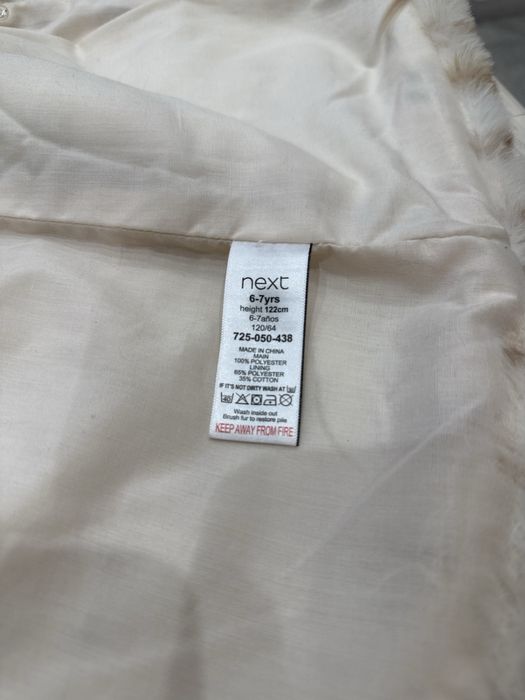 next
6-7yrs
height 122cm
6-7años
120/64
725-050-438
MADE IN CHINA
MAIN
100% POLYESTER
LINING
65% POLYESTER
35% COTTON
IF IT'S NOT DIRTY WASH AT
Wash inside out
Brush fur to restore pile
KEEP AWAY FROM FIRE